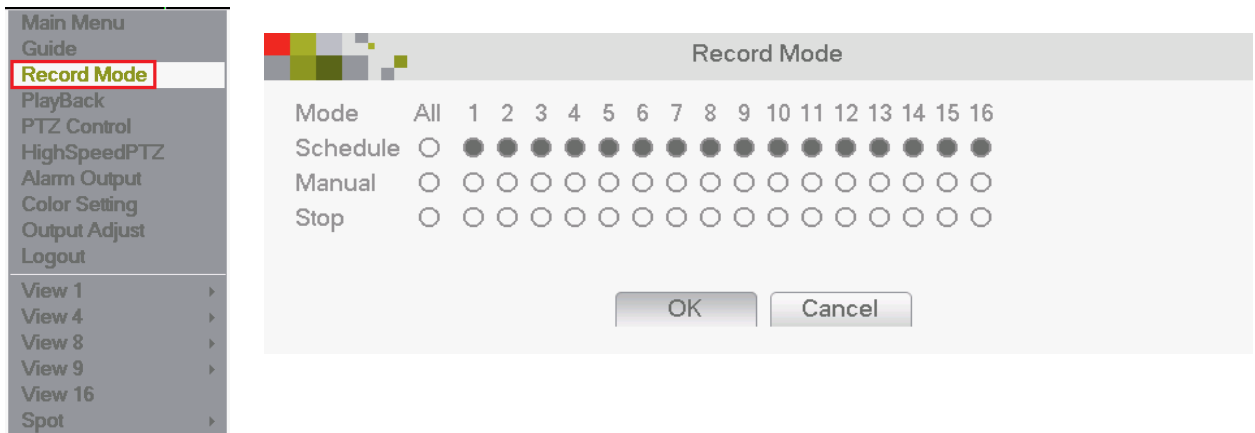 Main Menu
Guide
Record Mode
PlayBack
PTZ Control
HighSpeedPTZ
Alarm Output
Color Setting
Output Adjust
Logout
View 1
View 4
View 8
View 9
View 16
Spot
Record Mode
Mode All 1 2 3 4 5 6 7 8 9 10 11 12 13 14 15 16
Schedule
Manual
Stop
OK Cancel